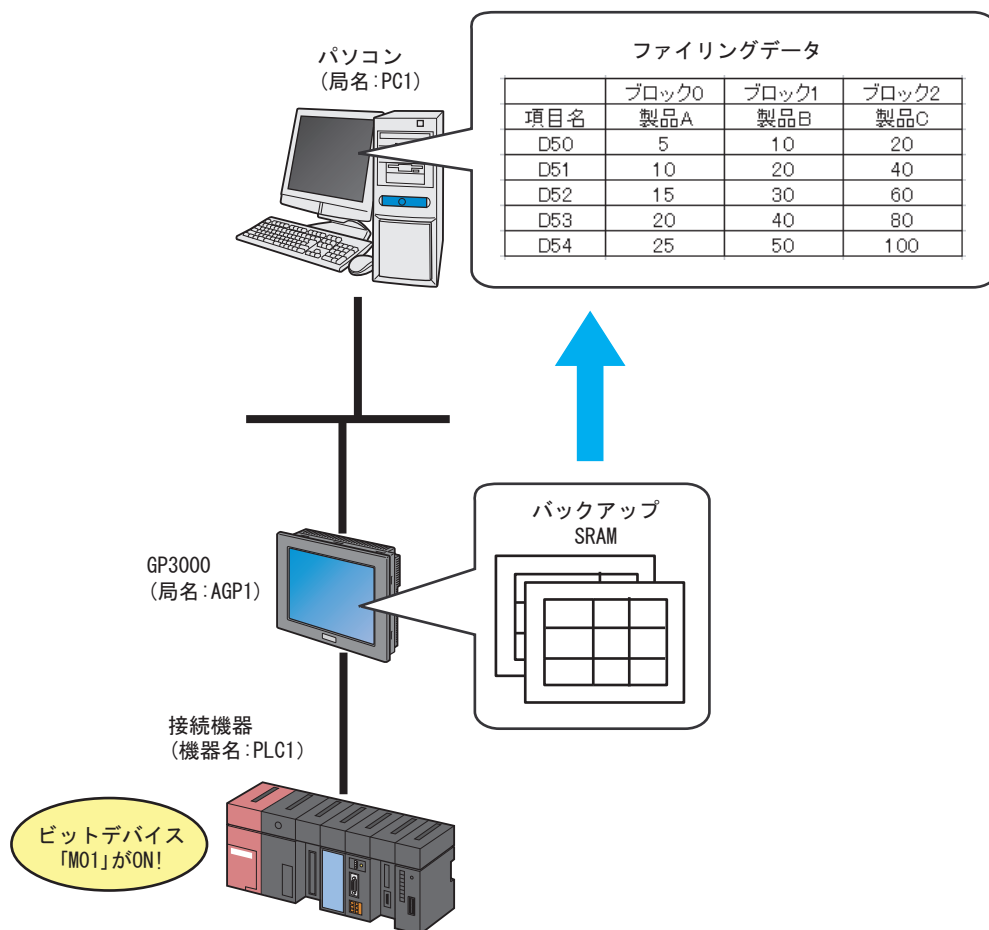 パソコン
(局名:PC1)
ファイリングデータ
ブロック0 ブロック1 ブロック2
項目名 製品A 製品B 製品C
D50 5 10 20
D51 10 20 40
D52 15 30 60
D53 20 40 80
D54 25 50 100
バックアップ
SRAM
GP3000
(局名:AGP1)
接続機器
(機器名:PLC1)
ビットデバイス
「M01」がON!